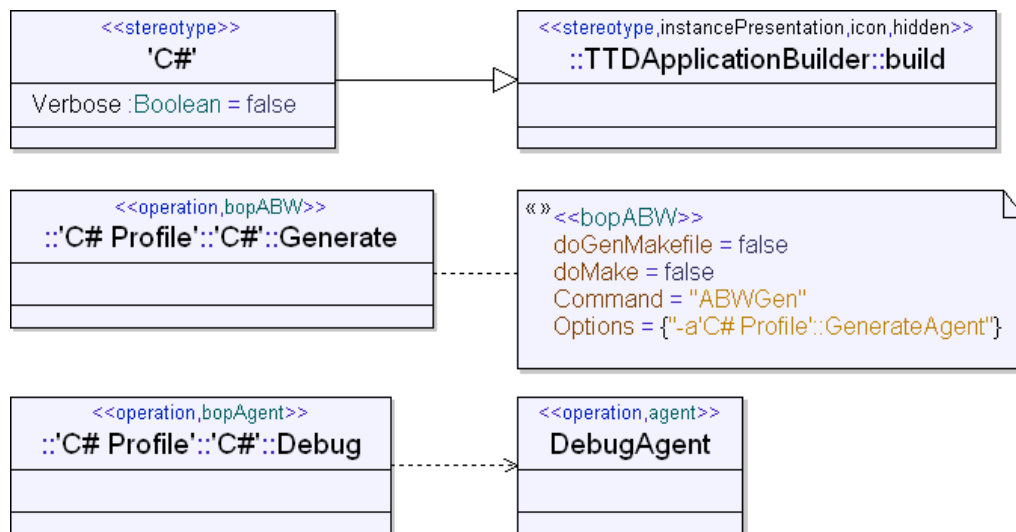 <<stereotype>>
'C#'
Verbose :Boolean = false
<<stereotype,instancePresentation,icon,hidden>>
::TTDApplicationBuilder::build
<<operation,bopABW>>
::'C# Profile'::'C#'::Generate
« »<<bopABW>>
doGenMakefile = false
doMake = false
Command = "ABWGen"
Options = {"-a'C# Profile'::GenerateAgent"}
<<operation,bopAgent>>
::'C# Profile'::'C#'::Debug
<<operation,agent>>
DebugAgent